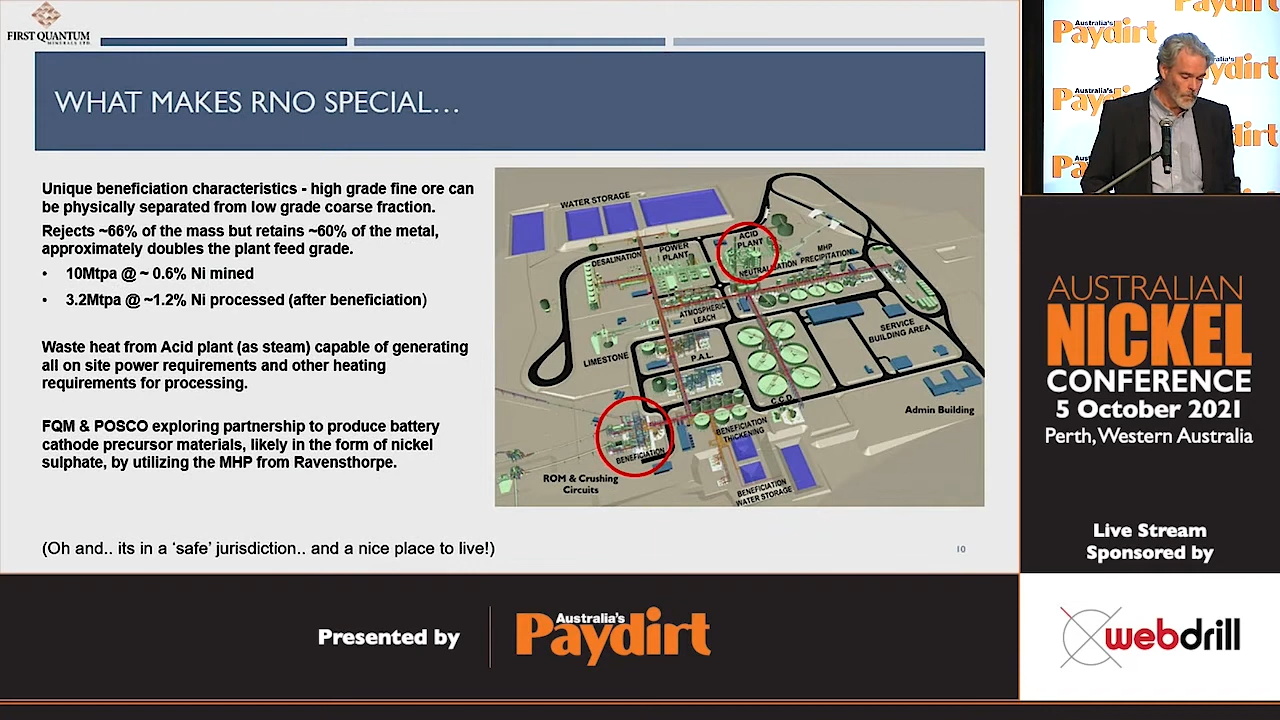 FIRST QUANTUM
MINERALS LTD.
WHAT MAKES RNO SPECIAL…
Unique beneficiation characteristics - high grade fine ore can
be physically separated from low grade coarse fraction.
Rejects ~66% of the mass but retains ~60% of the metal,
approximately doubles the plant feed grade.
• 10Mtpa @ ~ 0.6% Ni mined
• 3.2Mtpa @ ~1.2% Ni processed (after beneficiation)
Waste heat from Acid plant (as steam) capable of generating
all on site power requirements and other heating
requirements for processing.
FQM & POSCO exploring partnership to produce battery
cathode precursor materials, likely in the form of nickel
sulphate, by utilizing the MHP from Ravensthorpe.
(Oh and.. its in a ‘safe’ jurisdiction.. and a nice place to live!)
WATER STORAGE
DESALINATION
POWER
PLANT
ACID
PLANT
NEUTRALISATION
MHP
PRECIPITATION
ATMOSPHERIC
LEACH
LIMESTONE
P.A.L.
SERVICE
BUILDING AREA
C.C.D.
Admin Building
BENEFICIATION
THICKENING
BENEFICIATION
ROM & Crushing
Circuits
BENEFICIATION
WATER STORAGE
10
Australia's
Paydirt
AUSTRALIAN
NICKEL
CONFERENCE
5 October 2021
Perth, Western Australia
Live Stream
Sponsored by
webdrill
Presented by
Australia's
Paydirt